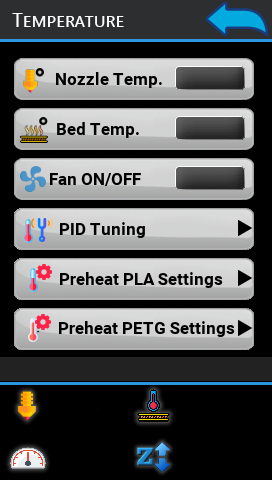 Temperature
Nozzle Temp.
Bed Temp.
Fan ON/OFF
PID Tuning
Preheat PLA Settings
Preheat PETG Settings
Z